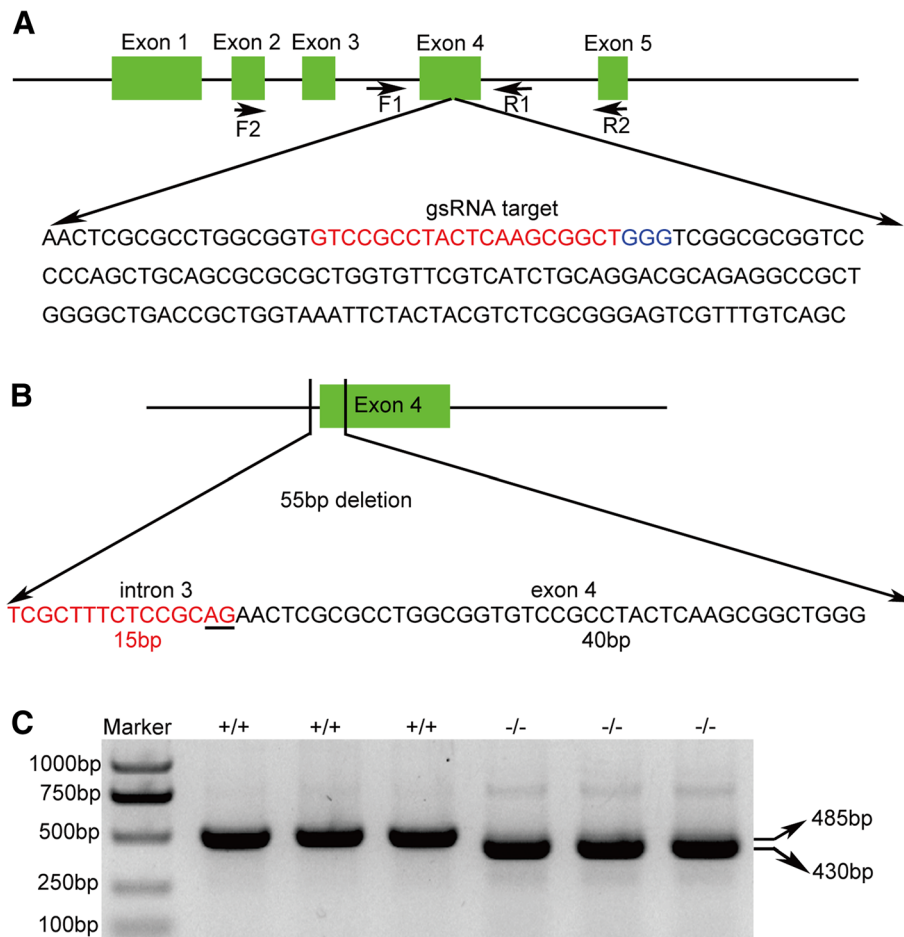 A
Exon 1 Exon 2 Exon 3 Exon 4 Exon 5
F1 R1
F2 R2
gsRNA target
AACTCGCGCCTGGCGGTGTCCGCCTACTCAAGCGGCTGGGTCGGCGCGGTCC
CCCAGCTGCAGCGCGCGCTGGTGTTCGTCATCTGCAGGACGCAGAGGCCGCT
GGGGCTGACCGCTGGTAAATTCTACTACGTCTCGCGGGAGTCGTTTGTCAGC
B
Exon 4
55bp deletion
intron 3 exon 4
TCGCTTTCTCCGCAGAACTCGCGCCTGGCGGTGTCCGCCTACTCAAGCGGCTGGG
15bp 40bp
C
Marker +/+ +/+ +/+ -/- -/- -/-
1000bp
750bp
500bp
250bp
100bp
485bp
430bp